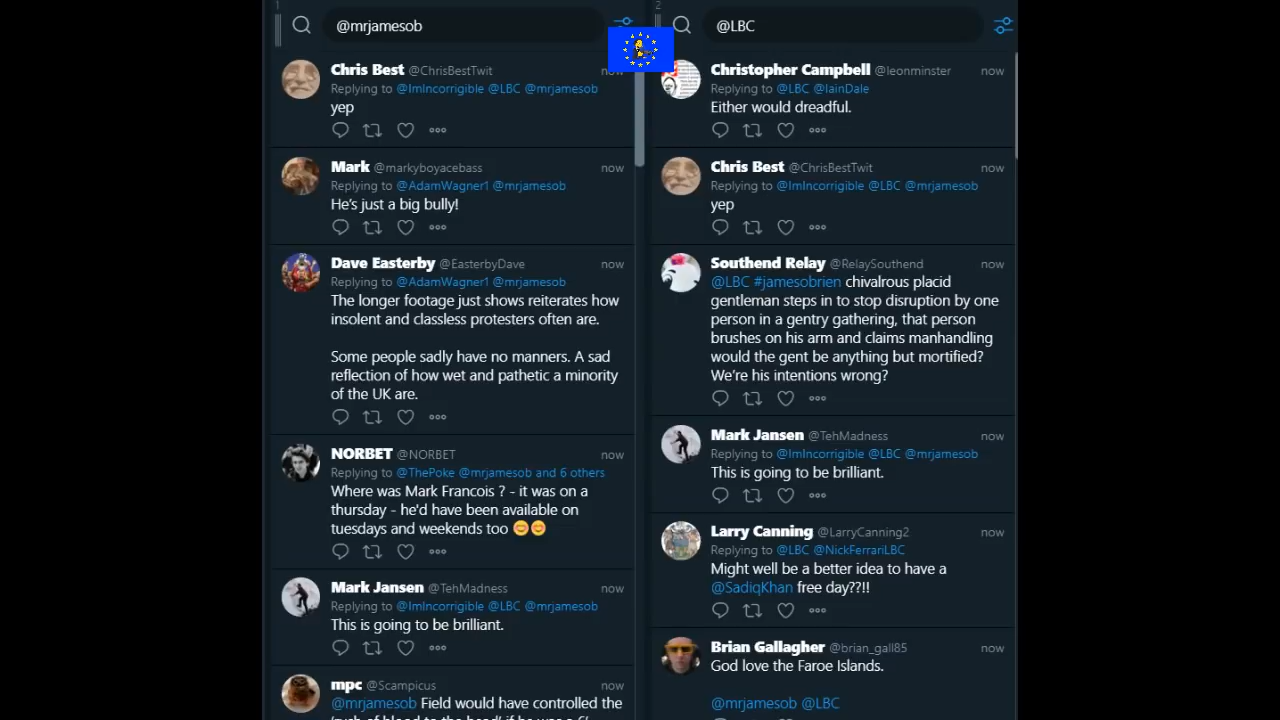 1
@mrjamesob
Chris Best @ChrisBestTwit now
Replying to @ImIncorrigible @LBC @mrjamesob
yep
Mark @markyboyacebass now
Replying to @AdamWagner1 @mrjamesob
He's just a big bully!
Dave Easterby @EasterbyDave now
Replying to @AdamWagner1 @mrjamesob
The longer footage just shows reiterates how
insolent and classless protesters often are.
Some people sadly have no manners. A sad
reflection of how wet and pathetic a minority
of the UK are.
NORBET @NORBET now
Replying to @ThePoke @mrjamesob and 6 others
Where was Mark Francois ? - it was on a
thursday - he'd have been available on
tuesdays and weekends too 😊😊
Mark Jansen @TehMadness now
Replying to @ImIncorrigible @LBC @mrjamesob
This is going to be brilliant.
mpc @Scampicus now
@mrjamesob Field would have controlled the
2
@LBC
Christopher Campbell @leonminster now
Replying to @LBC @IainDale
Either would dreadful.
Chris Best @ChrisBestTwit now
Replying to @ImIncorrigible @LBC @mrjamesob
yep
Southend Relay @RelaySouthend now
@LBC #jamesobrien chivalrous placid
gentleman steps in to stop disruption by one
person in a gentry gathering, that person
brushes on his arm and claims manhandling
would the gent be anything but mortified?
We're his intentions wrong?
Mark Jansen @TehMadness now
Replying to @ImIncorrigible @LBC @mrjamesob
This is going to be brilliant.
Larry Canning @LarryCanning2 now
Replying to @LBC @NickFerrariLBC
Might well be a better idea to have a
@SadiqKhan free day??!!
Brian Gallagher @brian_gall85 now
God love the Faroe Islands.
@mrjamesob @LBC